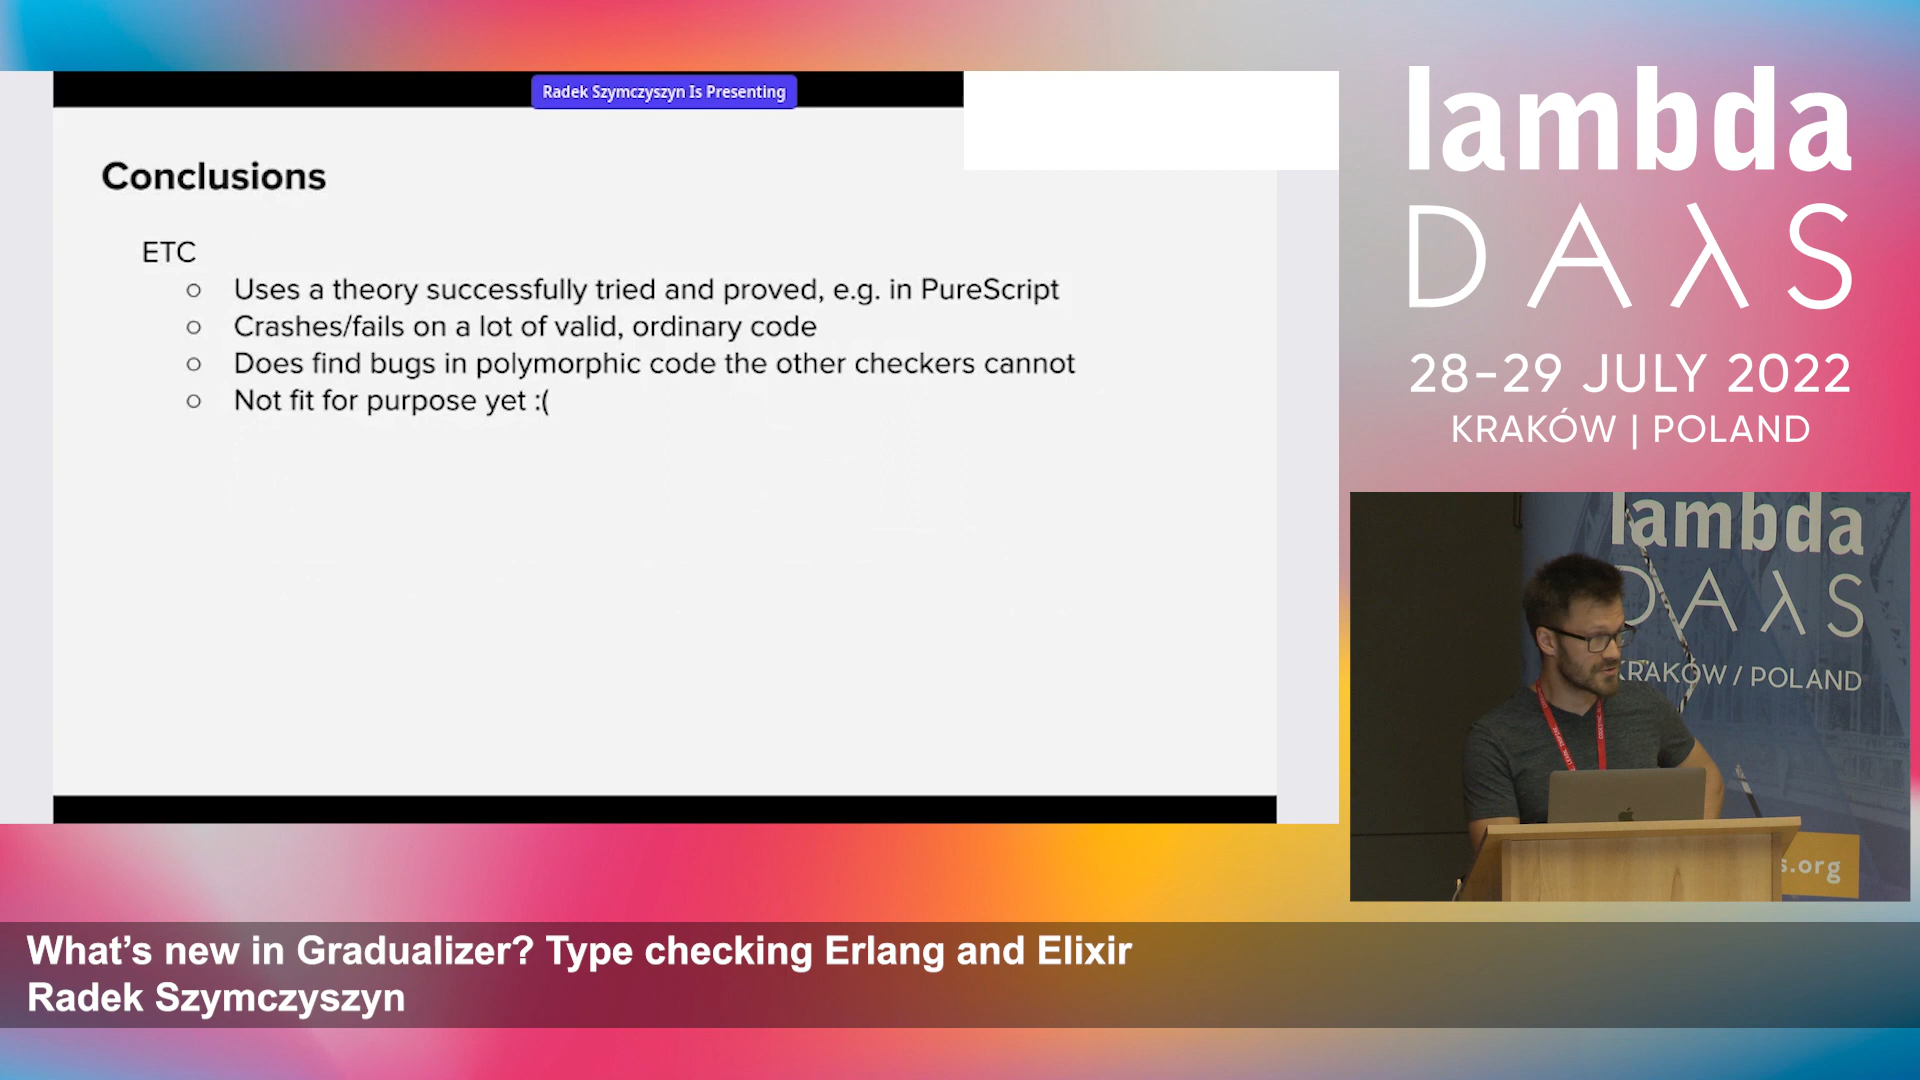 Radek Szymczyszyn Is Presenting
Conclusions
ETC
○ Uses a theory successfully tried and proved, e.g. in PureScript
○ Crashes/fails on a lot of valid, ordinary code
○ Does find bugs in polymorphic code the other checkers cannot
○ Not fit for purpose yet :(
lambda
DAλS
28-29 JULY 2022
KRAKÓW | POLAND
lambda
DAλS
KRAKÓW / POLAND
s.org
What's new in Gradualizer? Type checking Erlang and Elixir
Radek Szymczyszyn